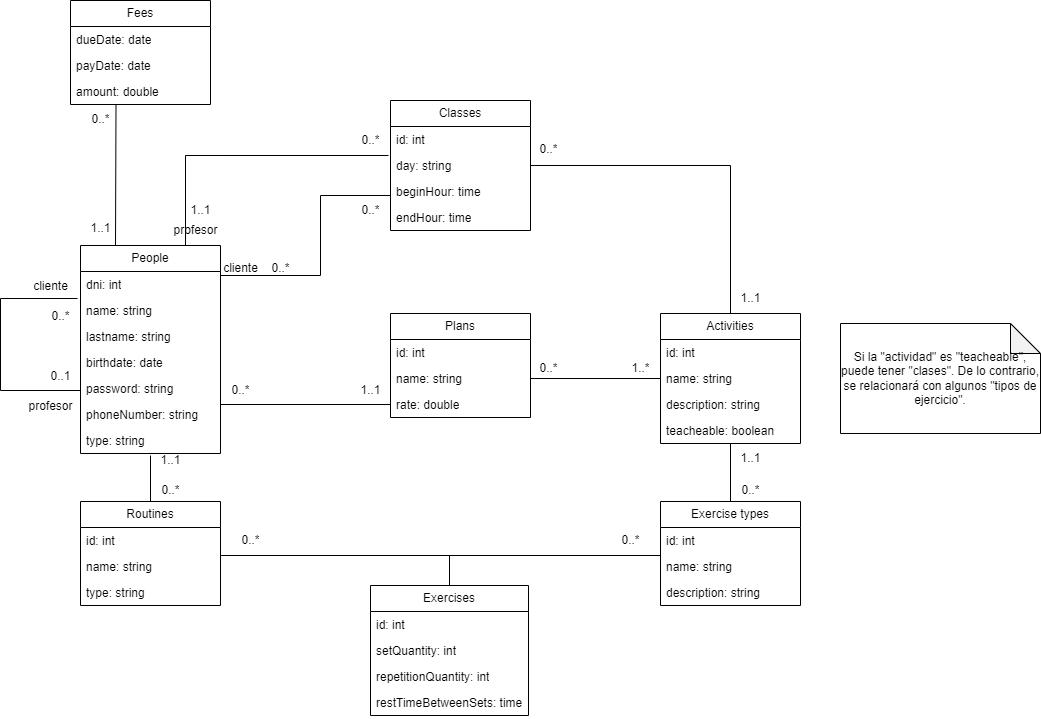 Fees
dueDate: date
payDate: date
amount: double
0..*
1..1
Classes
id: int
day: string
beginHour: time
endHour: time
0..*
0..*
0..*
1..1
profesor
cliente 0..*
People
dni: int
name: string
lastname: string
birthdate: date
password: string
phoneNumber: string
type: string
cliente
0..*
0..1
profesor
0..*
1..1
Plans
id: int
name: string
rate: double
0..*
1..*
1..1
Activities
id: int
name: string
description: string
teacheable: boolean
Si la "actividad" es "teacheable",
puede tener "clases". De lo contrario,
se relacionará con algunos "tipos de
ejercicio".
1..1
0..*
1..1
0..*
Routines
id: int
name: string
type: string
0..*
0..*
Exercise types
id: int
name: string
description: string
Exercises
id: int
setQuantity: int
repetitionQuantity: int
restTimeBetweenSets: time